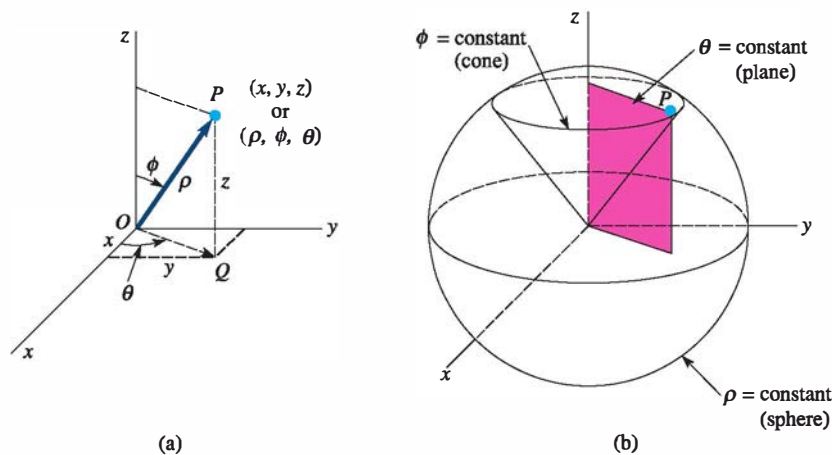 z
P
(x, y, z)
or
(ρ, ϕ, θ)
ϕ
ρ
z
O
y
x
y
Q
θ
x
(a)
z
ϕ = constant
(cone)
θ = constant
(plane)
P
y
x
ρ = constant
(sphere)
(b)